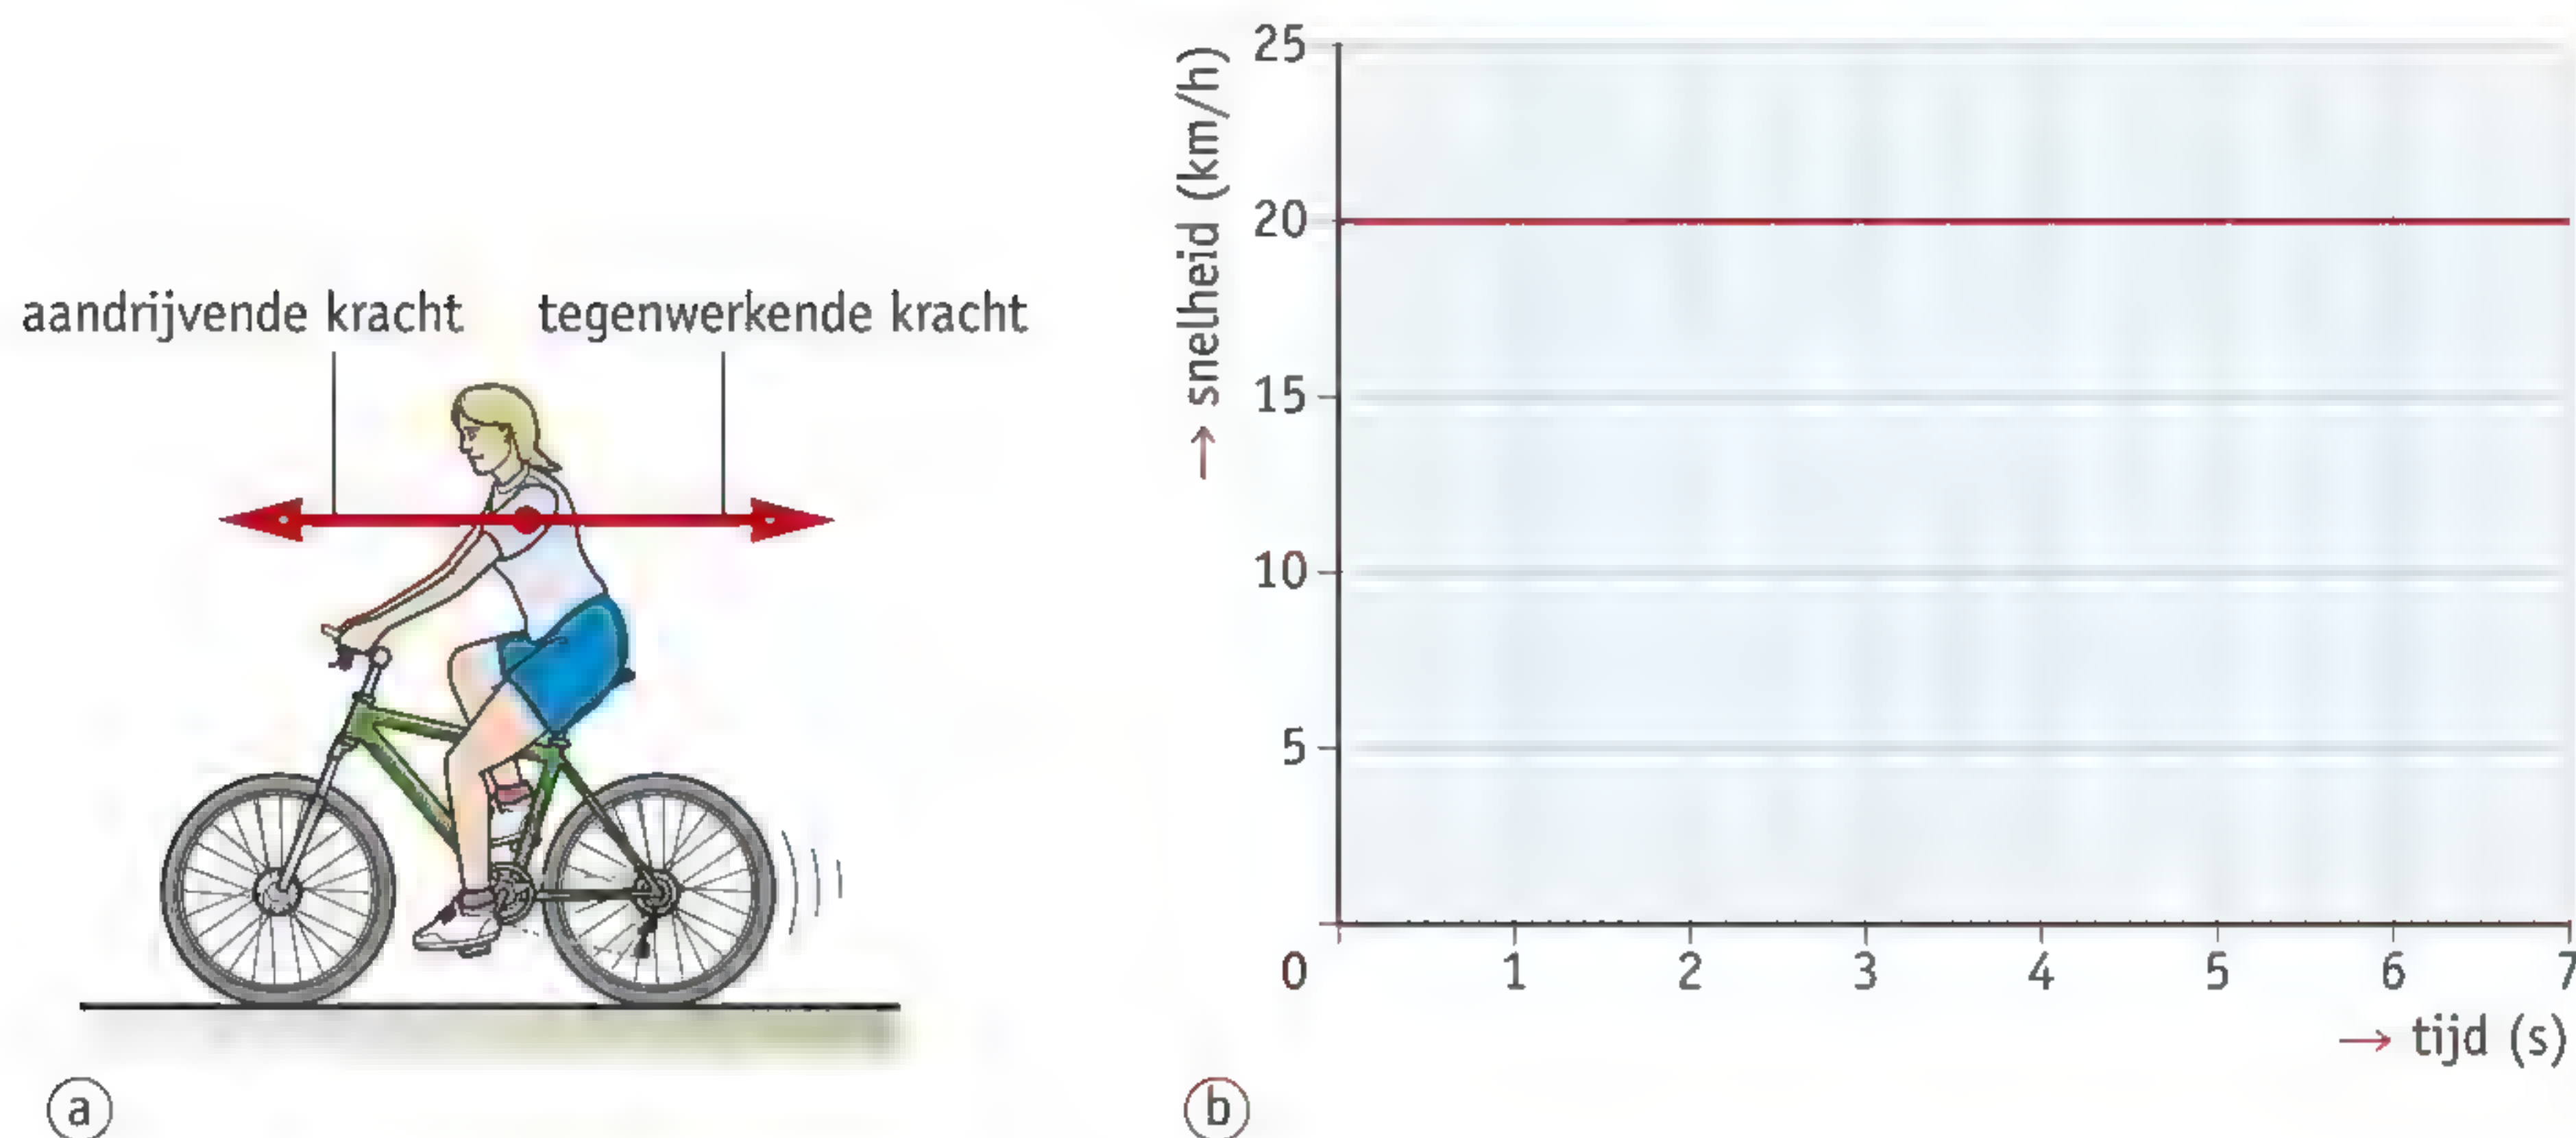 aandrijvende kracht
tegenwerkende kracht
a
→ snelheid (km/h)
25
20
15
10
5
0
1 2 3 4 5 6 7
→ tijd (s)
b